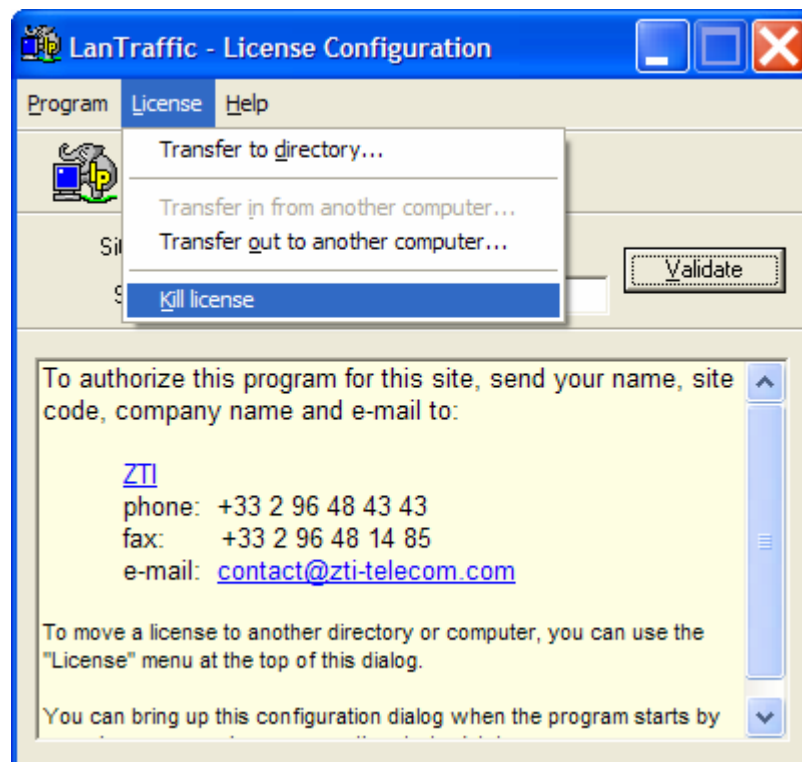 LanTraffic - License Configuration
Program License Help
Transfer to directory...
Transfer in from another computer...
Transfer out to another computer...
Kill license
Validate
To authorize this program for this site, send your name, site
code, company name and e-mail to:
ZTI
phone: +33 2 96 48 43 43
fax: +33 2 96 48 14 85
e-mail: contact@zti-telecom.com
To move a license to another directory or computer, you can use the
"License" menu at the top of this dialog.
You can bring up this configuration dialog when the program starts by